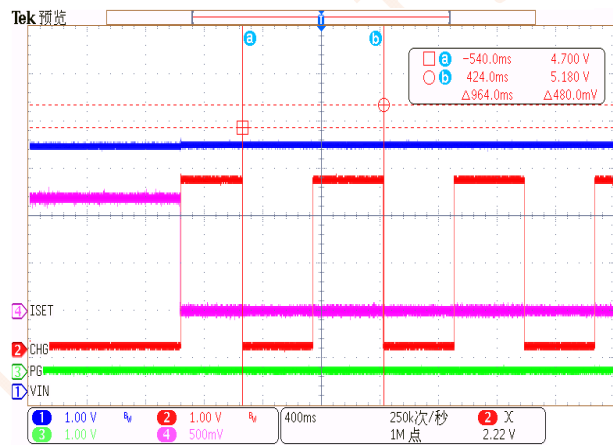 Tek 预览
a
b
T
a -540.0ms 4.700 V
b 424.0ms 5.180 V
Δ964.0ms Δ480.0mV
4 ISET
2 CHG
3 PG
1 VIN
1 1.00 V BW 2 1.00 V BW 400ms 250k次/秒 2
3 1.00 V 4 500mV 1M 点 2.22 V